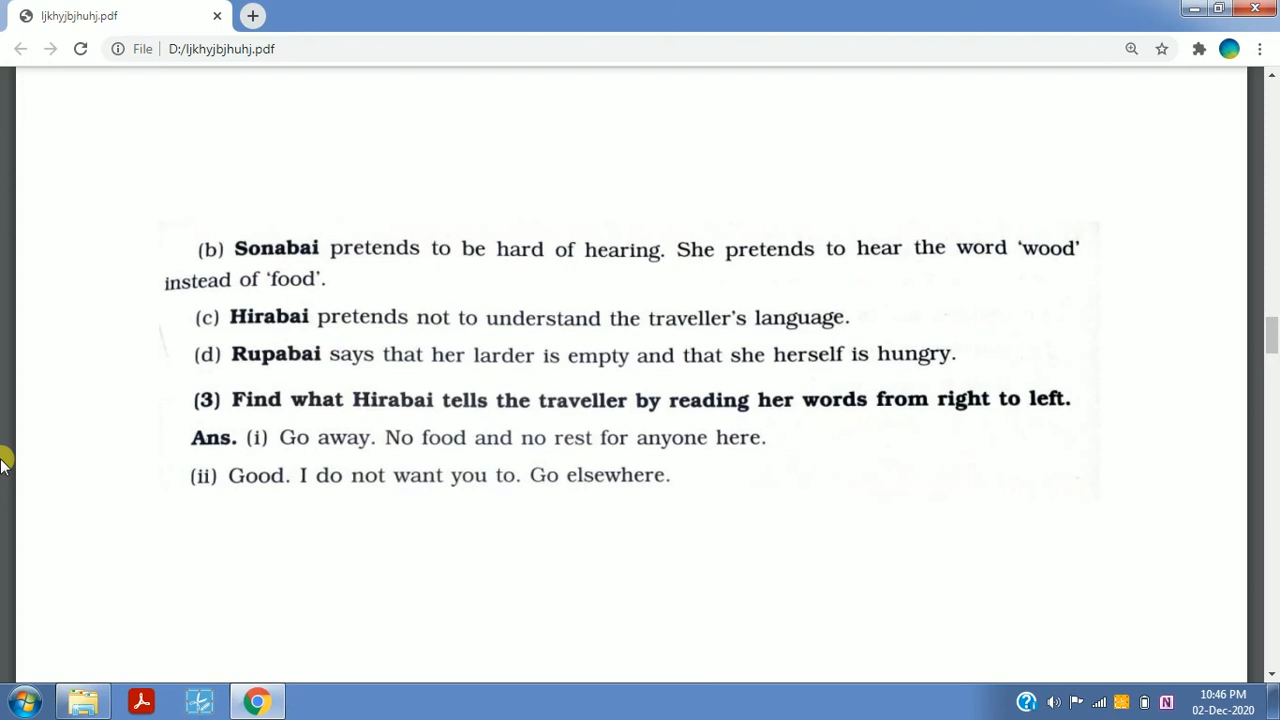 ljkhyjbjhuhj.pdf
File | D:/ljkhyjbjhuhj.pdf
(b) Sonabai pretends to be hard of hearing. She pretends to hear the word ‘wood’
instead of ‘food’.
(c) Hirabai pretends not to understand the traveller's language.
(d) Rupabai says that her larder is empty and that she herself is hungry.
(3) Find what Hirabai tells the traveller by reading her words from right to left.
Ans. (i) Go away. No food and no rest for anyone here.
(ii) Good. I do not want you to. Go elsewhere.
10:46 PM
02-Dec-2020